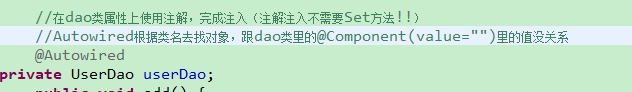 //在dao类属性上使用注解，完成注入（注解注入不需要Set方法!!）
//Autowired根据类名去找对象，跟dao类里的@Component(value="")里的值没关系
@Autowired
private UserDao userDao;
public void add() {